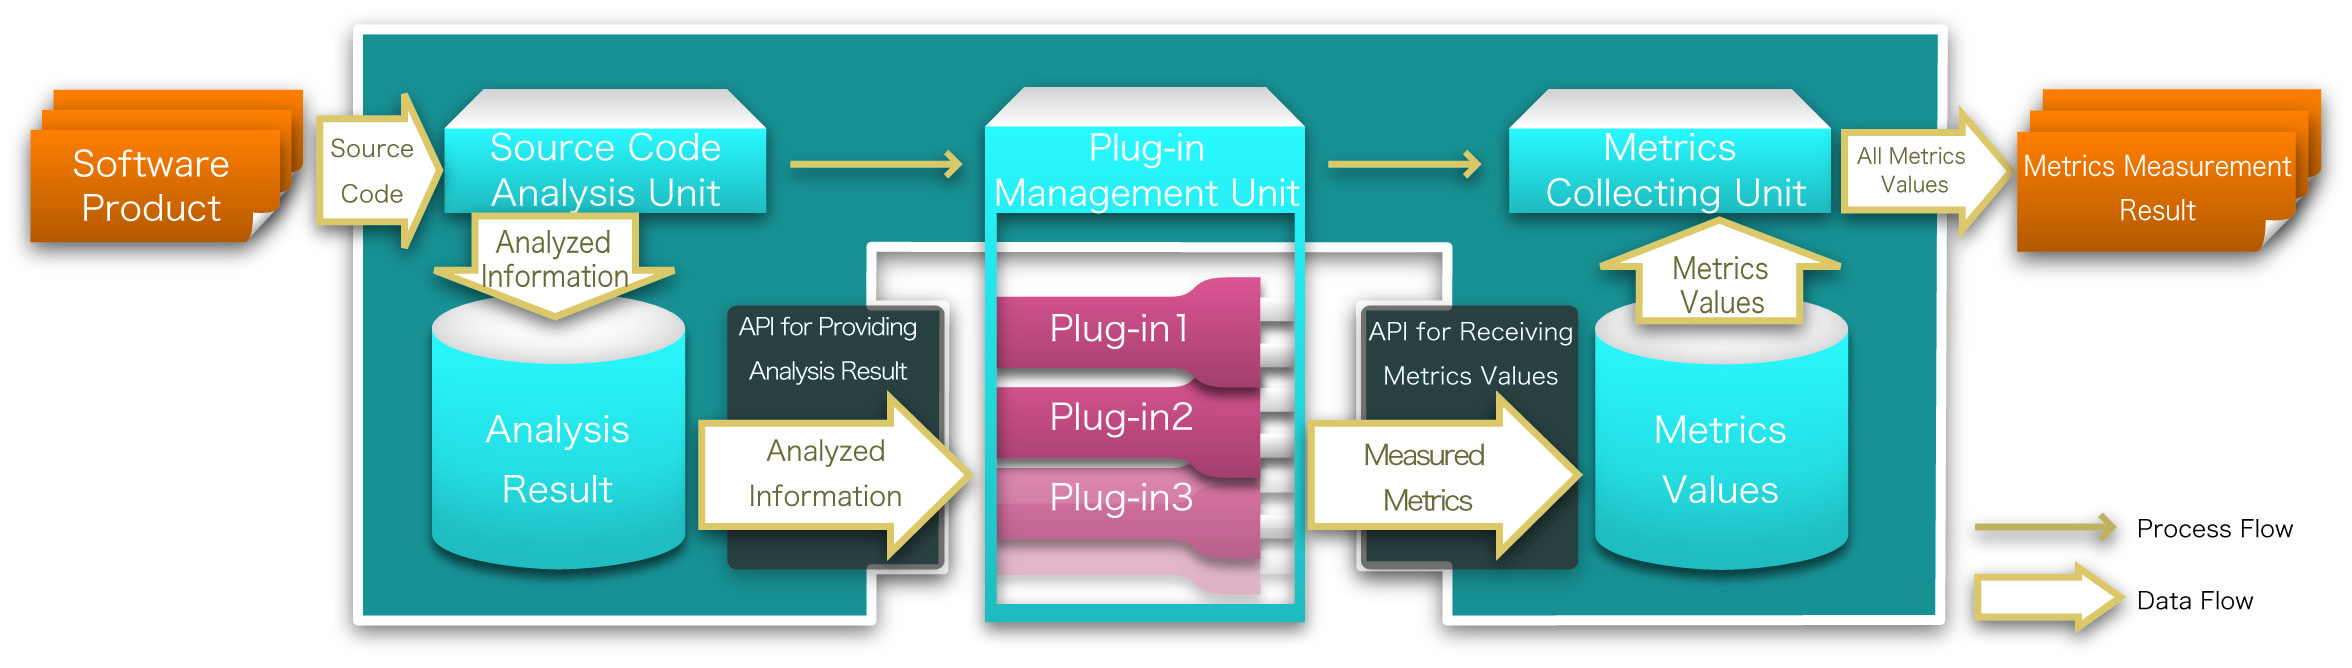 Software
Product
Source
Code
Source Code
Analysis Unit
Analyzed
Information
Analysis
Result
API for Providing
Analysis Result
Analyzed
Information
Plug-in
Management Unit
Plug-in1
Plug-in2
Plug-in3
API for Receiving
Metrics Values
Measured
Metrics
Metrics
Collecting Unit
Metrics
Values
Metrics
Values
All Metrics
Values
Metrics Measurement
Result
Process Flow
Data Flow